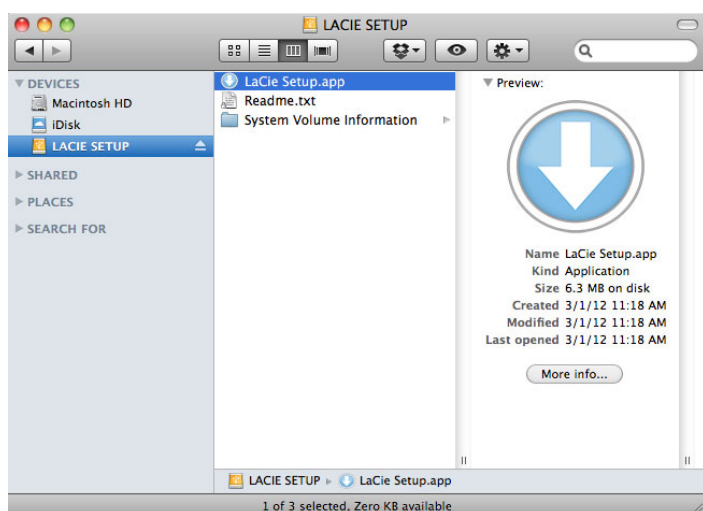 LACIE SETUP
DEVICES
Macintosh HD
iDisk
LACIE SETUP
SHARED
PLACES
SEARCH FOR
LaCie Setup.app
Readme.txt
System Volume Information
Preview:
Name LaCie Setup.app
Kind Application
Size 6.3 MB on disk
Created 3/1/12 11:18 AM
Modified 3/1/12 11:18 AM
Last opened 3/1/12 11:18 AM
More info...
LACIE SETUP LaCie Setup.app
1 of 3 selected, Zero KB available